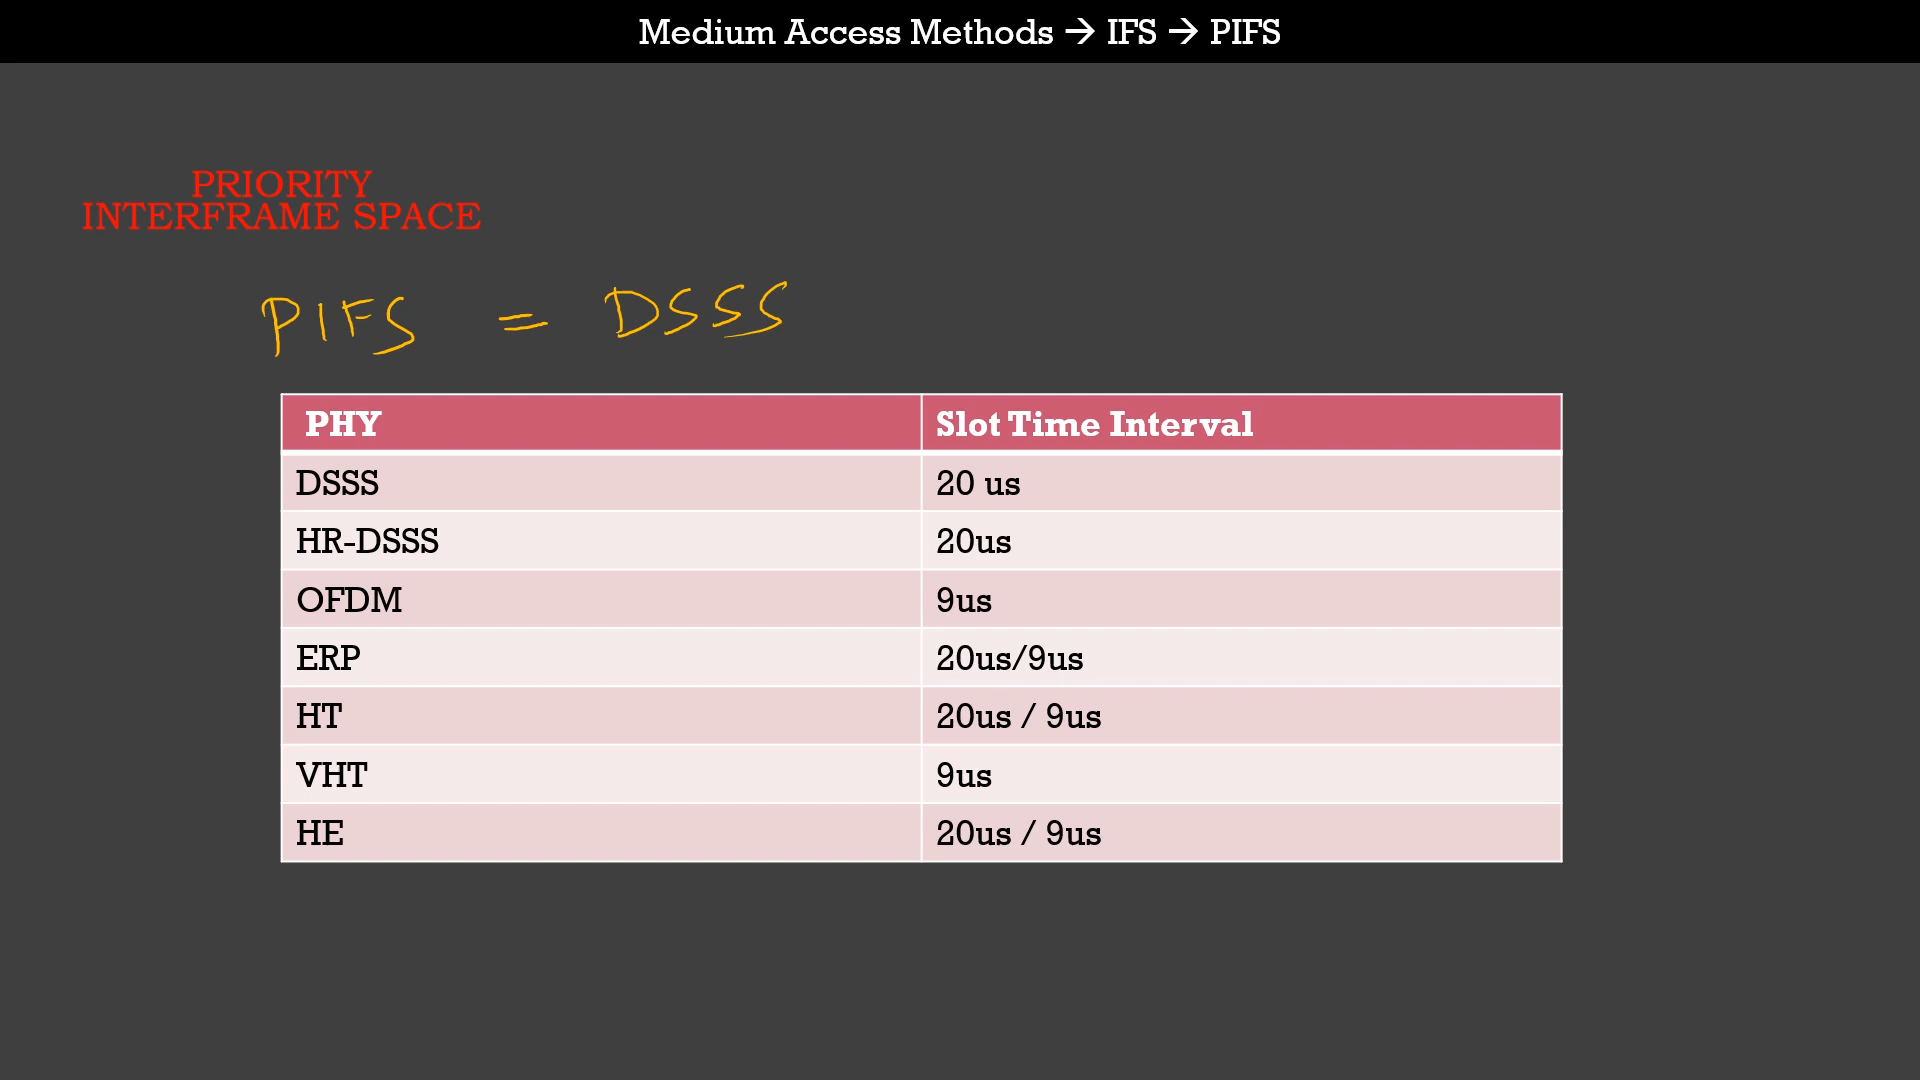 Medium Access Methods → IFS → PIFS
PRIORITY
INTERFRAME SPACE
PIFS = DSSS
PHY Slot Time Interval
DSSS 20 us
HR-DSSS 20us
OFDM 9us
ERP 20us/9us
HT 20us / 9us
VHT 9us
HE 20us / 9us